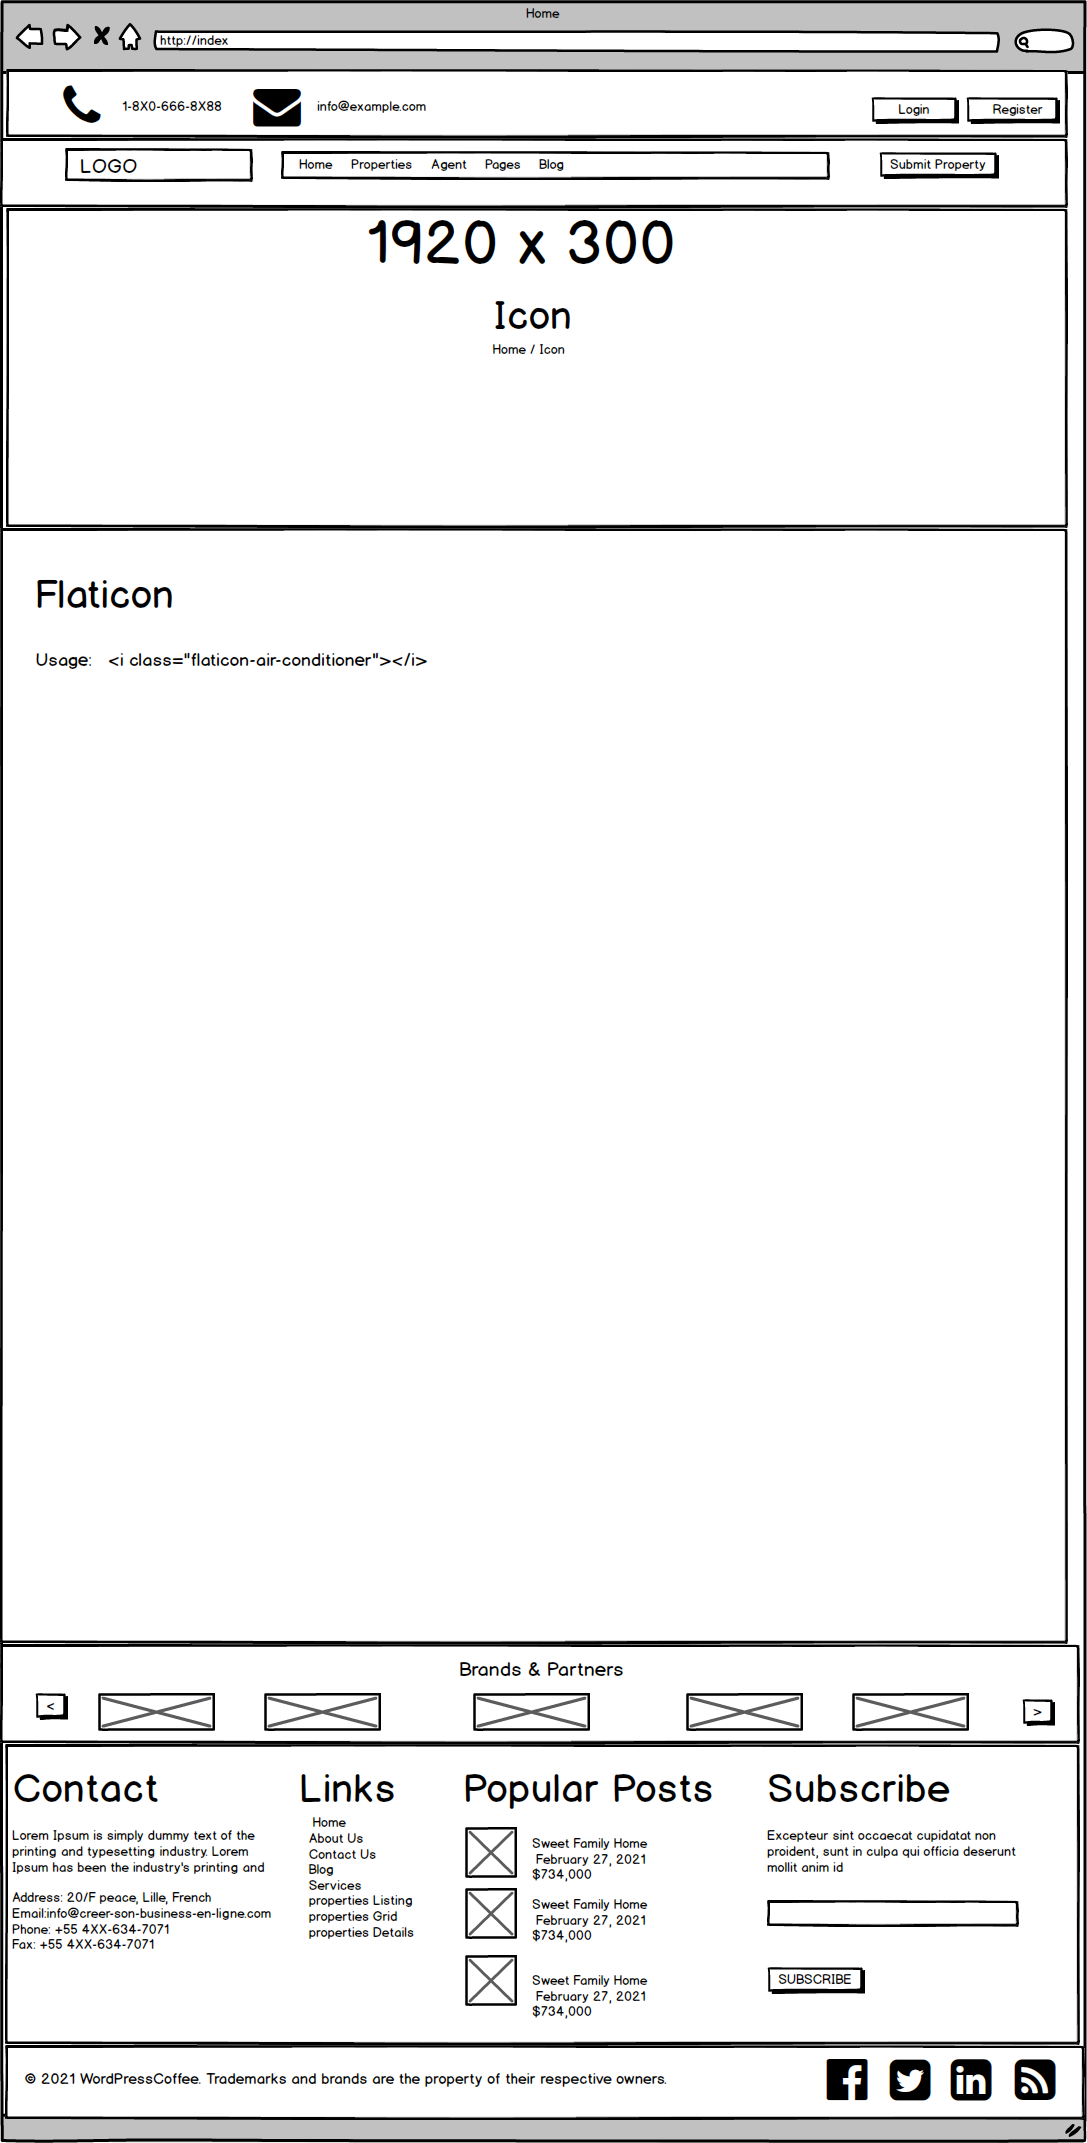 Home
http://index
1-8X0-666-8X88
info@example.com
Login
Register
LOGO
Home Properties Agent Pages Blog
Submit Property
1920 x 300
Icon
Home / Icon
Flaticon
Usage: <i class="flaticon-air-conditioner"></i>
Brands & Partners
<
>
Contact
Lorem Ipsum is simply dummy text of the
printing and typesetting industry. Lorem
Ipsum has been the industry's printing and
Address: 20/F peace, Lille, French
Email:info@creer-son-business-en-ligne.com
Phone: +55 4XX-634-7071
Fax: +55 4XX-634-7071
Links
Home
About Us
Contact Us
Blog
Services
properties Listing
properties Grid
properties Details
Popular Posts
Sweet Family Home
February 27, 2021
$734,000
Sweet Family Home
February 27, 2021
$734,000
Sweet Family Home
February 27, 2021
$734,000
Subscribe
Excepteur sint occaecat cupidatat non
proident, sunt in culpa qui officia deserunt
mollit anim id
SUBSCRIBE
© 2021 WordPressCoffee. Trademarks and brands are the property of their respective owners.